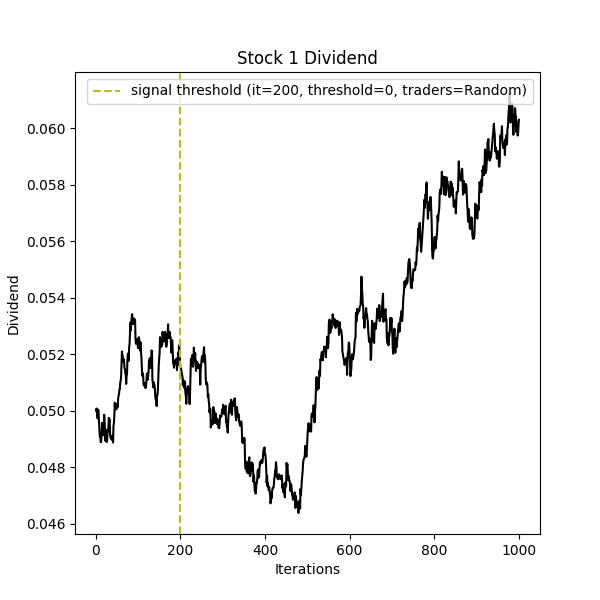 Stock 1 Dividend
signal threshold (it=200, threshold=0, traders=Random)
0.060
0.058
0.056
0.054
0.052
0.050
0.048
0.046
Dividend
0 200 400 600 800 1000
Iterations